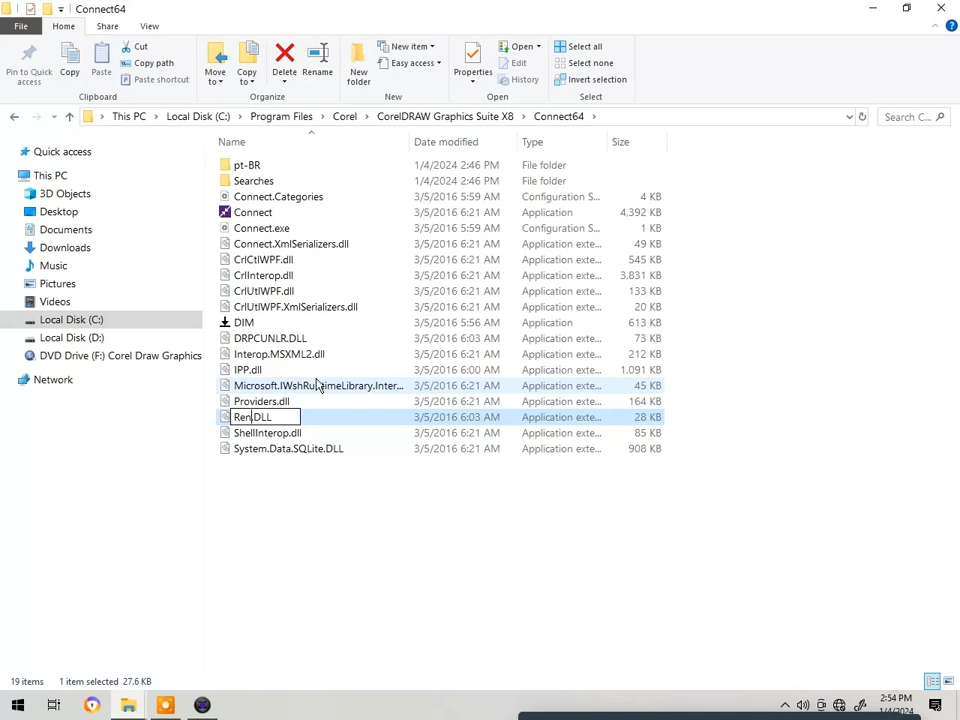 Connect64
File Home Share View
Pin to Quick access
Copy
Paste
Cut
Copy path
Paste shortcut
Clipboard
Move to
Copy to
Delete
Rename
Organize
New folder
New item
Easy access
New
Properties
Open
Edit
History
Open
Select all
Select none
Invert selection
Select
This PC > Local Disk (C:) > Program Files > Corel > CorelDRAW Graphics Suite X8 > Connect64 >
Search C...
Quick access
This PC
3D Objects
Desktop
Documents
Downloads
Music
Pictures
Videos
Local Disk (C:)
Local Disk (D:)
DVD Drive (F:) Corel Draw Graphics
Network
Name Date modified Type Size
pt-BR 1/4/2024 2:46 PM File folder
Searches 1/4/2024 2:46 PM File folder
Connect.Categories 3/5/2016 5:59 AM Configuration S... 4 KB
Connect 3/5/2016 6:21 AM Application 4,392 KB
Connect.exe 3/5/2016 5:59 AM Configuration S... 1 KB
Connect.XmlSerializers.dll 3/5/2016 6:21 AM Application exte... 49 KB
CrlCtlWPF.dll 3/5/2016 6:21 AM Application exte... 545 KB
CrlInterop.dll 3/5/2016 6:21 AM Application exte... 3,831 KB
CrlUtlWPF.dll 3/5/2016 6:21 AM Application exte... 133 KB
CrlUtlWPF.XmlSerializers.dll 3/5/2016 6:21 AM Application exte... 20 KB
DIM 3/5/2016 5:56 AM Application 613 KB
DRPCUNLR.DLL 3/5/2016 6:03 AM Application exte... 73 KB
Interop.MSXML2.dll 3/5/2016 6:21 AM Application exte... 212 KB
IPP.dll 3/5/2016 6:00 AM Application exte... 1,091 KB
Microsoft.IWshRuntimeLibrary.Inter... 3/5/2016 6:21 AM Application exte... 45 KB
Providers.dll 3/5/2016 6:21 AM Application exte... 164 KB
Ren.DLL 3/5/2016 6:03 AM Application exte... 28 KB
ShellInterop.dll 3/5/2016 6:21 AM Application exte... 85 KB
System.Data.SQLite.DLL 3/5/2016 6:21 AM Application exte... 908 KB
19 items 1 item selected 27.6 KB
2:54 PM
1/4/2024